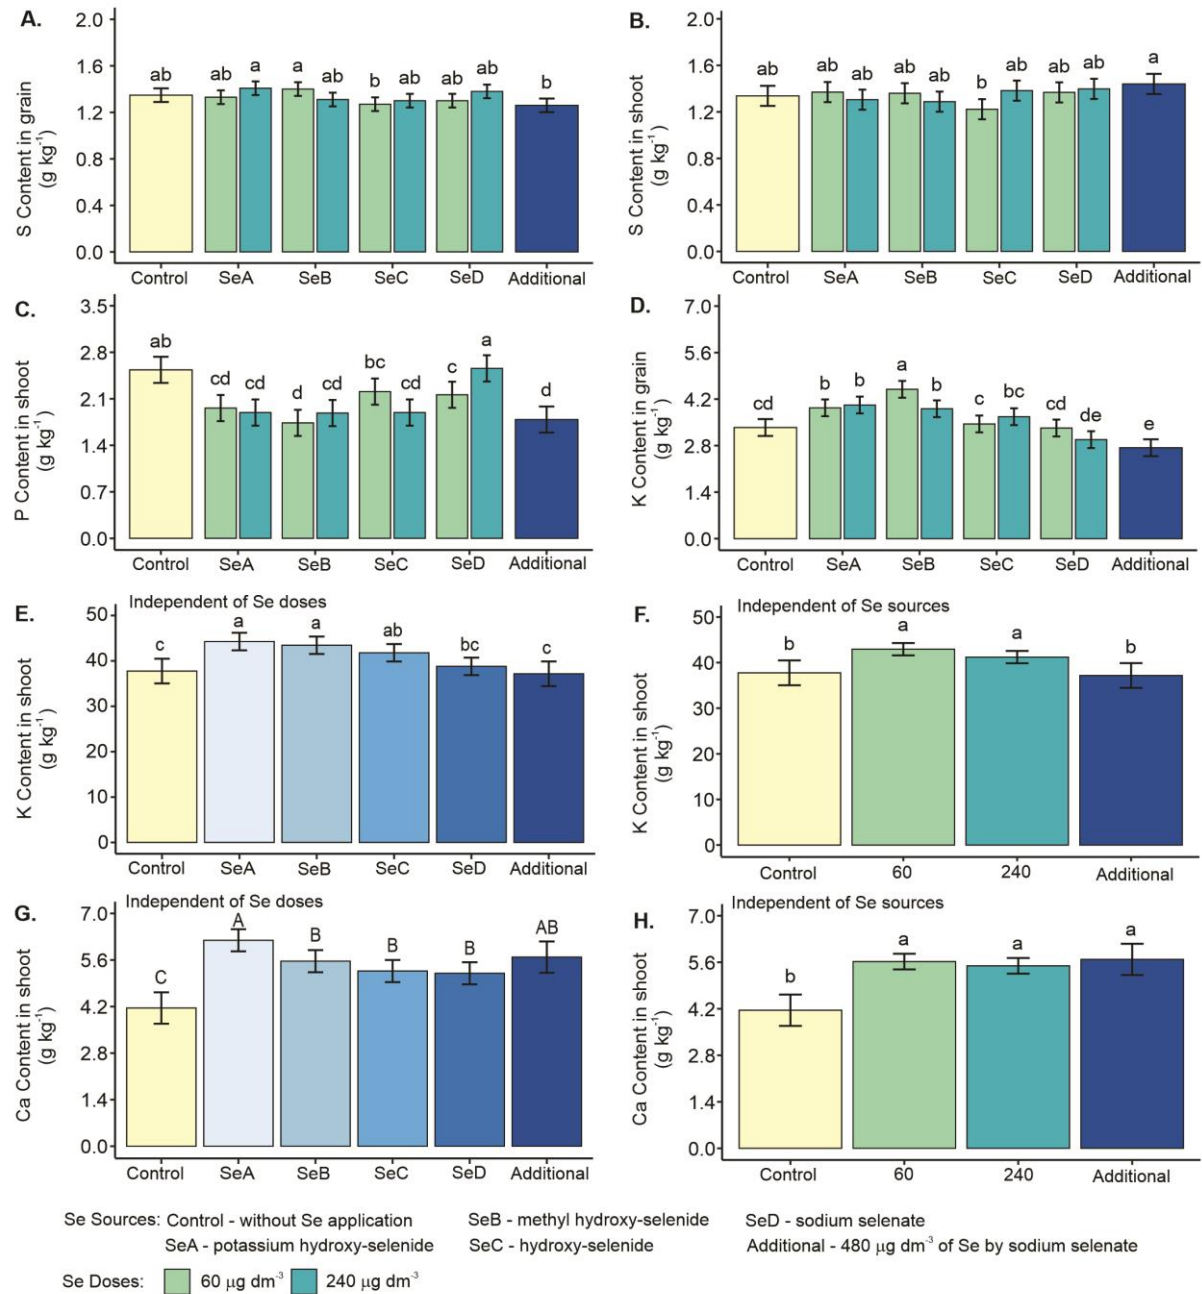 A.
S Content in grain
(g kg⁻¹)
2.0
1.6
1.2
0.8
0.4
0.0
ab ab a a ab b ab ab ab b
Control SeA SeB SeC SeD Additional
B.
S Content in shoot
(g kg⁻¹)
2.0
1.6
1.2
0.8
0.4
0.0
ab ab ab ab ab b ab ab ab a
Control SeA SeB SeC SeD Additional
C.
P Content in shoot
(g kg⁻¹)
3.5
2.8
2.1
1.4
0.7
0.0
ab cd cd d cd bc cd c a d
Control SeA SeB SeC SeD Additional
D.
K Content in grain
(g kg⁻¹)
7.0
5.6
4.2
2.8
1.4
0.0
cd b b a b c bc cd de e
Control SeA SeB SeC SeD Additional
E.
Independent of Se doses
K Content in shoot
(g kg⁻¹)
50
40
30
20
10
0
c a a ab bc c
Control SeA SeB SeC SeD Additional
F.
Independent of Se sources
K Content in shoot
(g kg⁻¹)
50
40
30
20
10
0
b a a b
Control 60 240 Additional
G.
Independent of Se doses
Ca Content in shoot
(g kg⁻¹)
7.0
5.6
4.2
2.8
1.4
0.0
C A B B B AB
Control SeA SeB SeC SeD Additional
H.
Independent of Se sources
Ca Content in shoot
(g kg⁻¹)
7.0
5.6
4.2
2.8
1.4
0.0
b a a a
Control 60 240 Additional
Se Sources: Control - without Se application SeB - methyl hydroxy-selenide SeD - sodium selenate
SeA - potassium hydroxy-selenide SeC - hydroxy-selenide Additional - 480 µg dm⁻³ of Se by sodium selenate
Se Doses: 60 µg dm⁻³ 240 µg dm⁻³